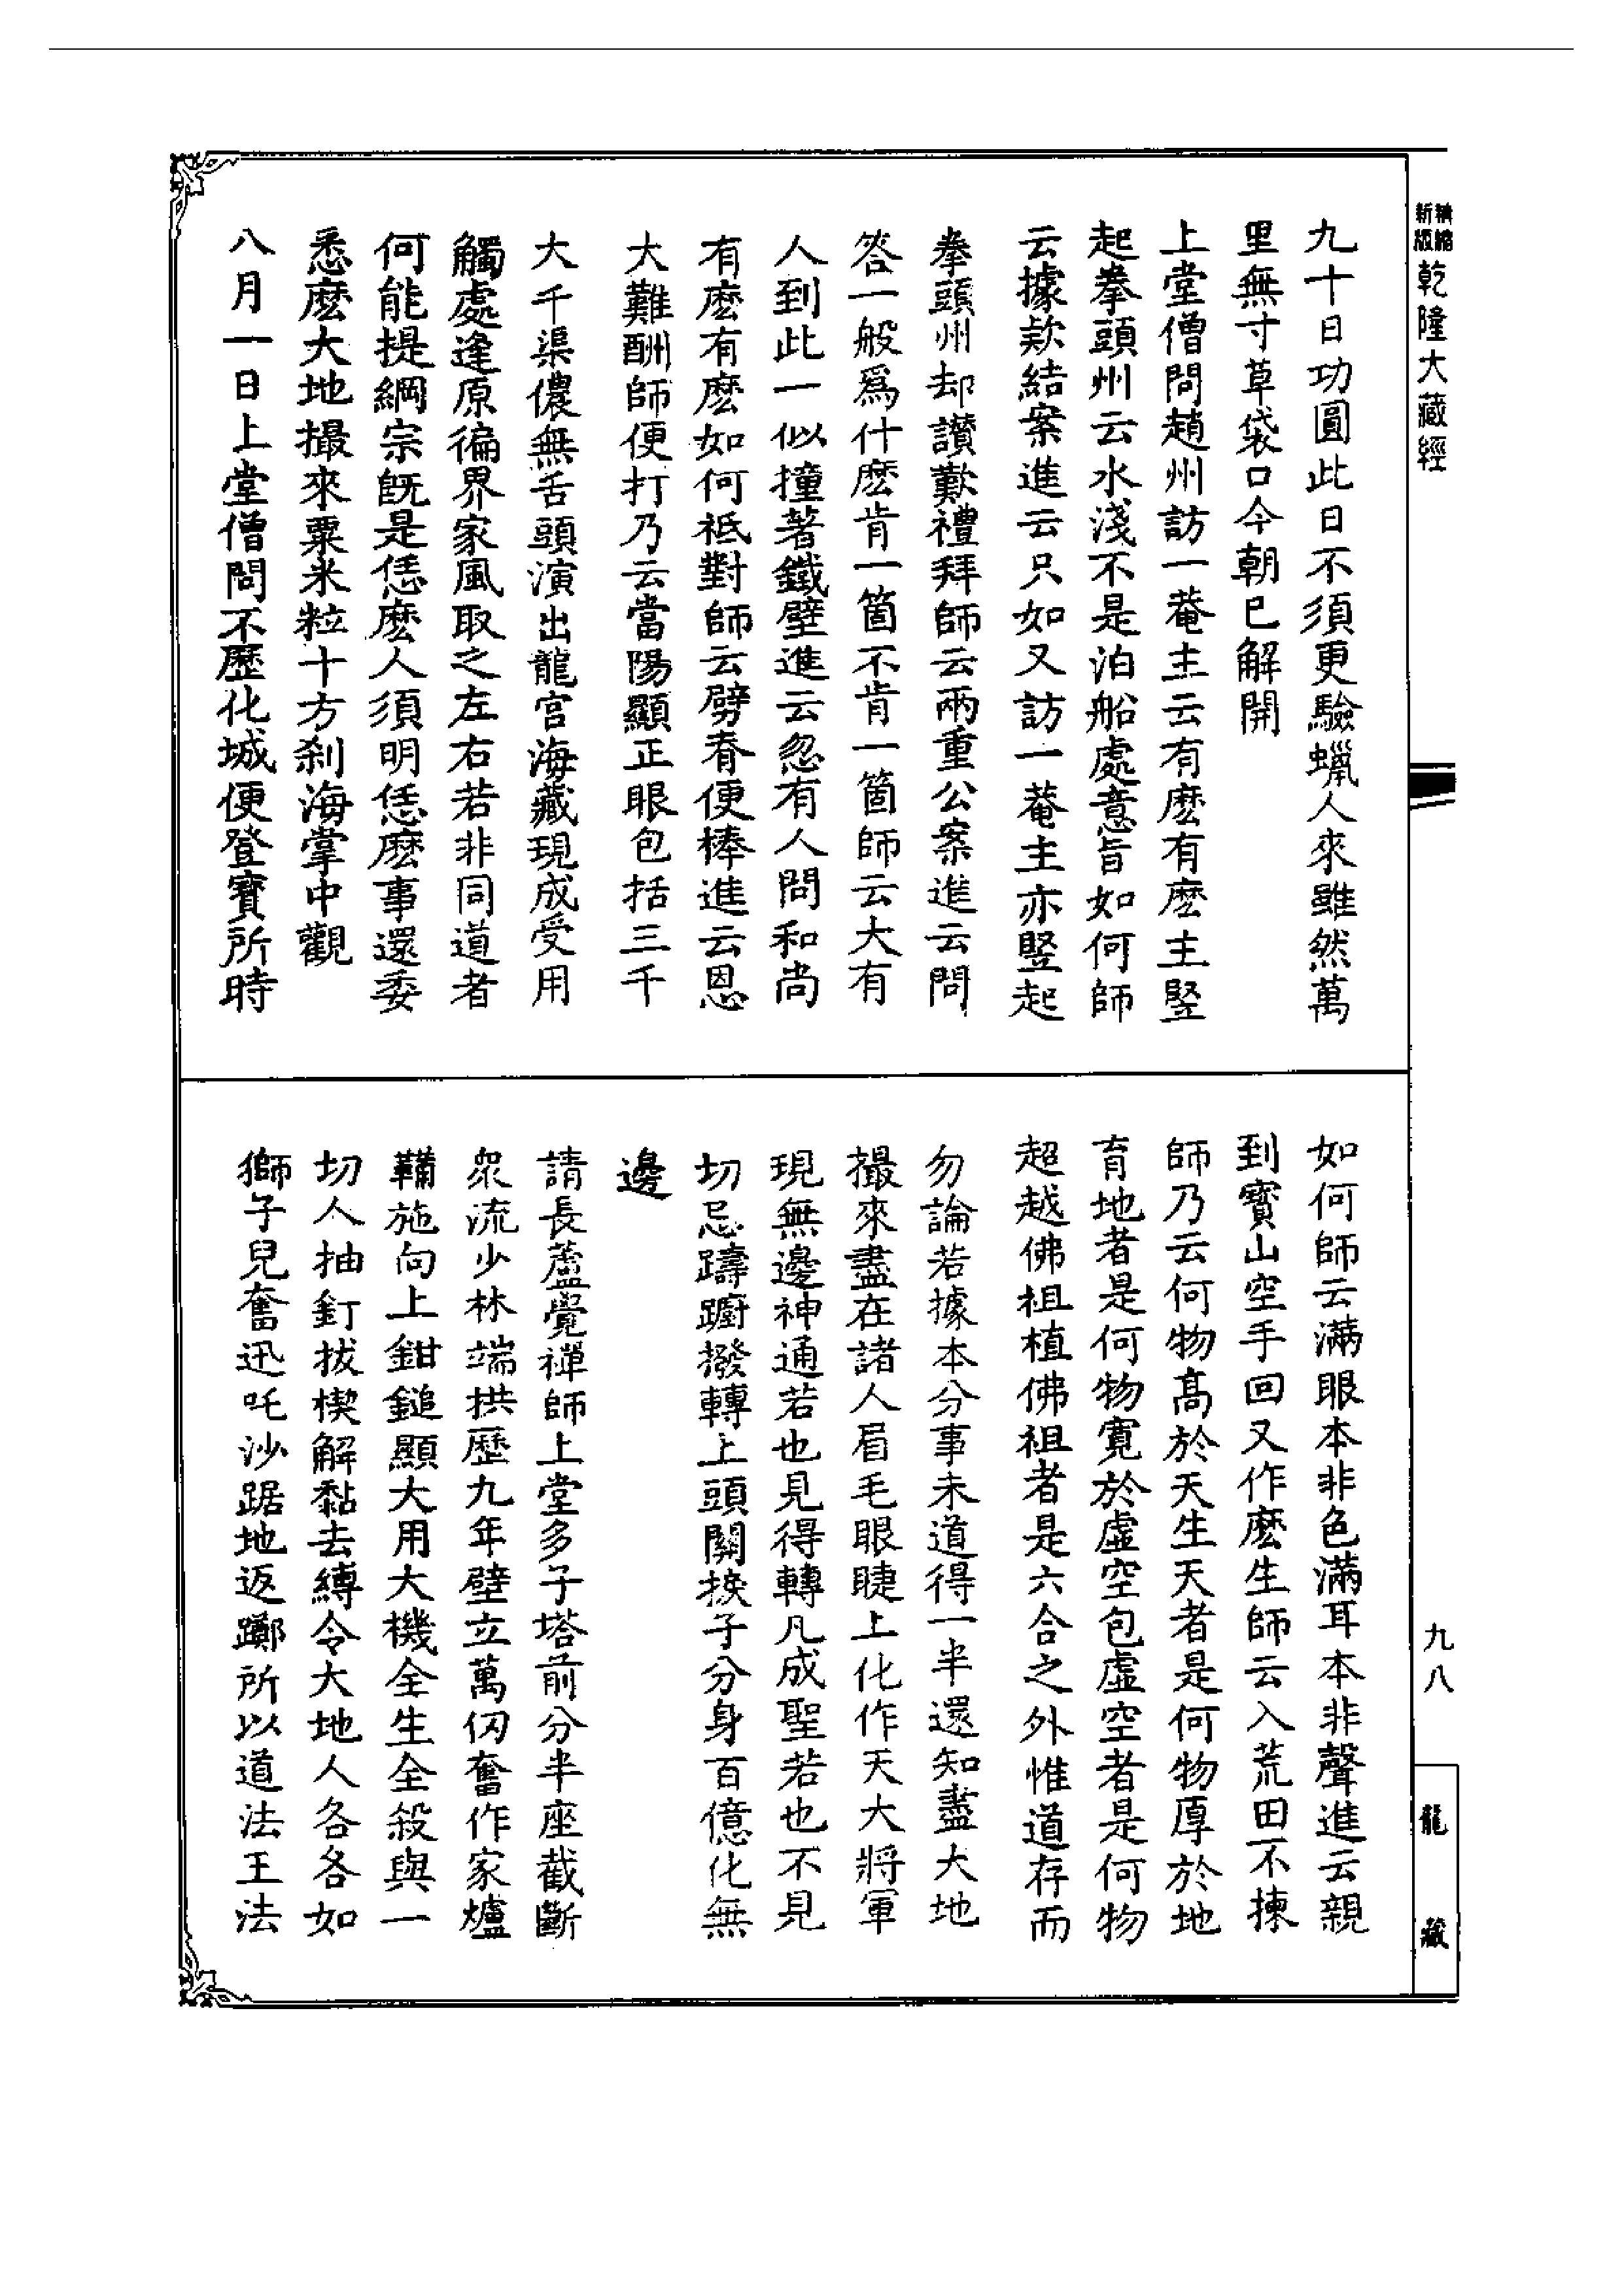 精縮新版乾隆大藏經
九十日功圓此日不須更驗蠟人來雖然萬
里無寸草袋口今朝已解開
上堂僧問趙州訪一菴主云有麽有麽主豎
起拳頭州云水淺不是泊船處意旨如何師
云據欵結案進云只如又訪一菴主亦豎起
拳頭州却讃歎禮拜師云兩重公案進云問
答一般爲什麽肯一箇不肯一箇師云大有
人到此一似撞著鐵壁進云忽有人問和尚
有麽有麽如何祗對師云劈脊便棒進云恩
大難酬師便打乃云當陽顯正眼包括三千
大千渠儂無舌頭演出龍宮海藏現成受用
觸處逢原徧界家風取之左右若非同道者
何能提綱宗旣是恁麽人須明恁麽事還委
悉麽大地撮來粟米粒十方刹海掌中觀
八月一日上堂僧問不歷化城便登寶所時
如何師云滿眼本非色滿耳本非聲進云親
到寶山空手回又作麽生師云入荒田不揀
師乃云何物高於天生天者是何物厚於地
育地者是何物寬於虛空包虛空者是何物
超越佛祖植佛祖者是六合之外惟道存而
勿論若據本分事未道得一半還知盡大地
撮來盡在諸人眉毛眼睫上化作天大將軍
現無邊神通若也見得轉凡成聖若也不見
切忌躊躕撥轉上頭關捩子分身百億化無
邊
請長蘆覺禪師上堂多子塔前分半座截斷
衆流少林端拱歷九年壁立萬仞奮作家爐
鞴施向上鉗鎚顯大用大機全生全殺與一
切人抽釘拔楔解黏去縛令大地人各各如
獅子兒奮迅吒沙踞地返躑所以道法王法
九八
龍藏